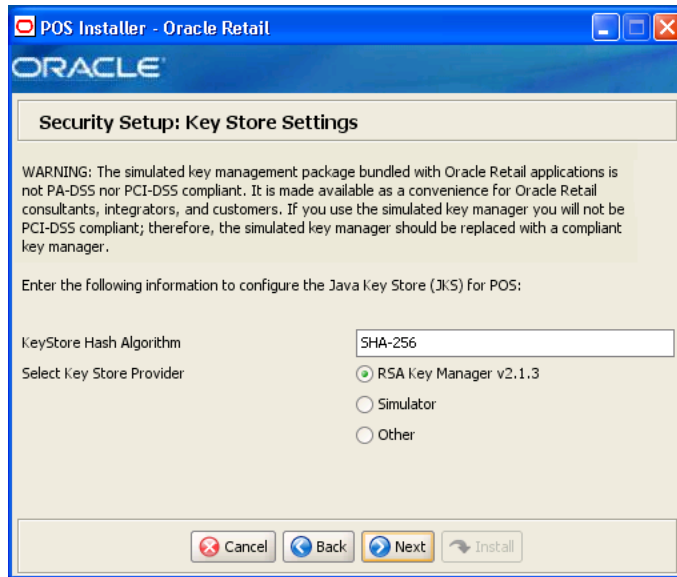 POS Installer - Oracle Retail
ORACLE
Security Setup: Key Store Settings
WARNING: The simulated key management package bundled with Oracle Retail applications is
not PA-DSS nor PCI-DSS compliant. It is made available as a convenience for Oracle Retail
consultants, integrators, and customers. If you use the simulated key manager you will not be
PCI-DSS compliant; therefore, the simulated key manager should be replaced with a compliant
key manager.
Enter the following information to configure the Java Key Store (JKS) for POS:
KeyStore Hash Algorithm SHA-256
Select Key Store Provider RSA Key Manager v2.1.3
Simulator
Other
Cancel Back Next Install